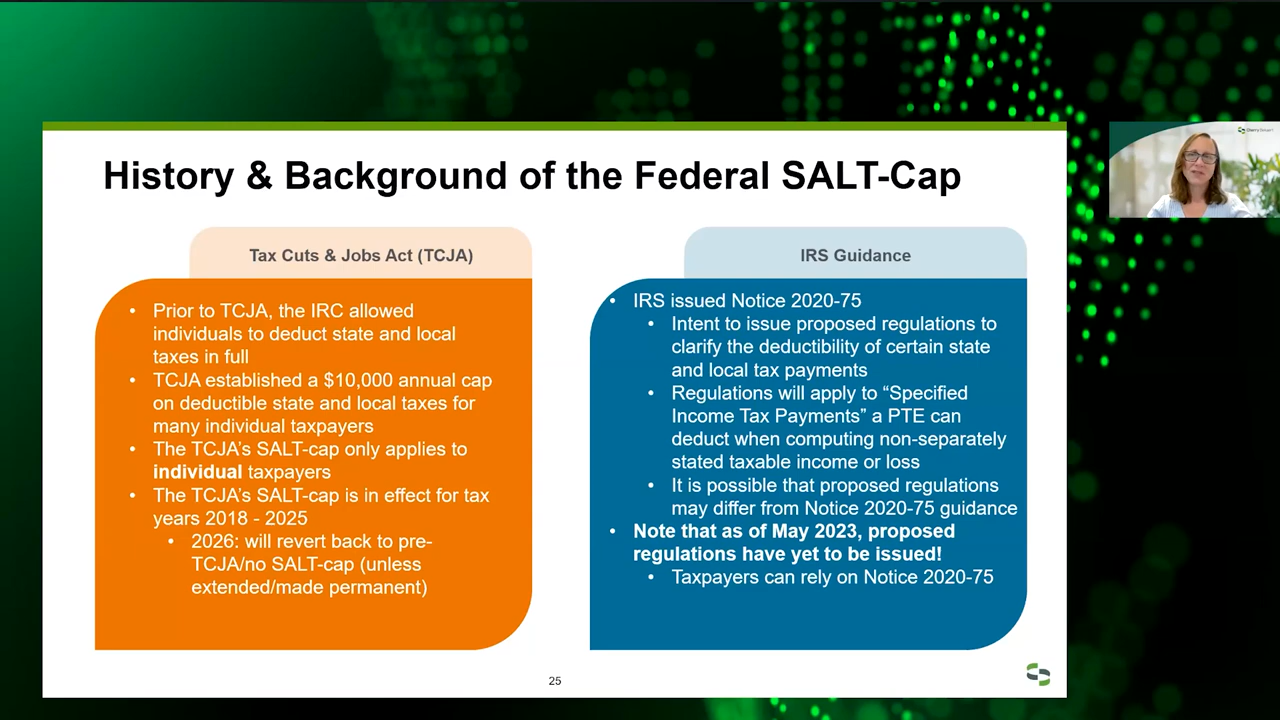 History & Background of the Federal SALT-Cap
Tax Cuts & Jobs Act (TCJA)
• Prior to TCJA, the IRC allowed
individuals to deduct state and local
taxes in full
• TCJA established a $10,000 annual cap
on deductible state and local taxes for
many individual taxpayers
• The TCJA's SALT-cap only applies to
individual taxpayers
• The TCJA's SALT-cap is in effect for tax
years 2018 - 2025
• 2026: will revert back to pre-
TCJA/no SALT-cap (unless
extended/made permanent)
IRS Guidance
• IRS issued Notice 2020-75
• Intent to issue proposed regulations to
clarify the deductibility of certain state
and local tax payments
• Regulations will apply to “Specified
Income Tax Payments” a PTE can
deduct when computing non-separately
stated taxable income or loss
• It is possible that proposed regulations
may differ from Notice 2020-75 guidance
• Note that as of May 2023, proposed
regulations have yet to be issued!
• Taxpayers can rely on Notice 2020-75
25